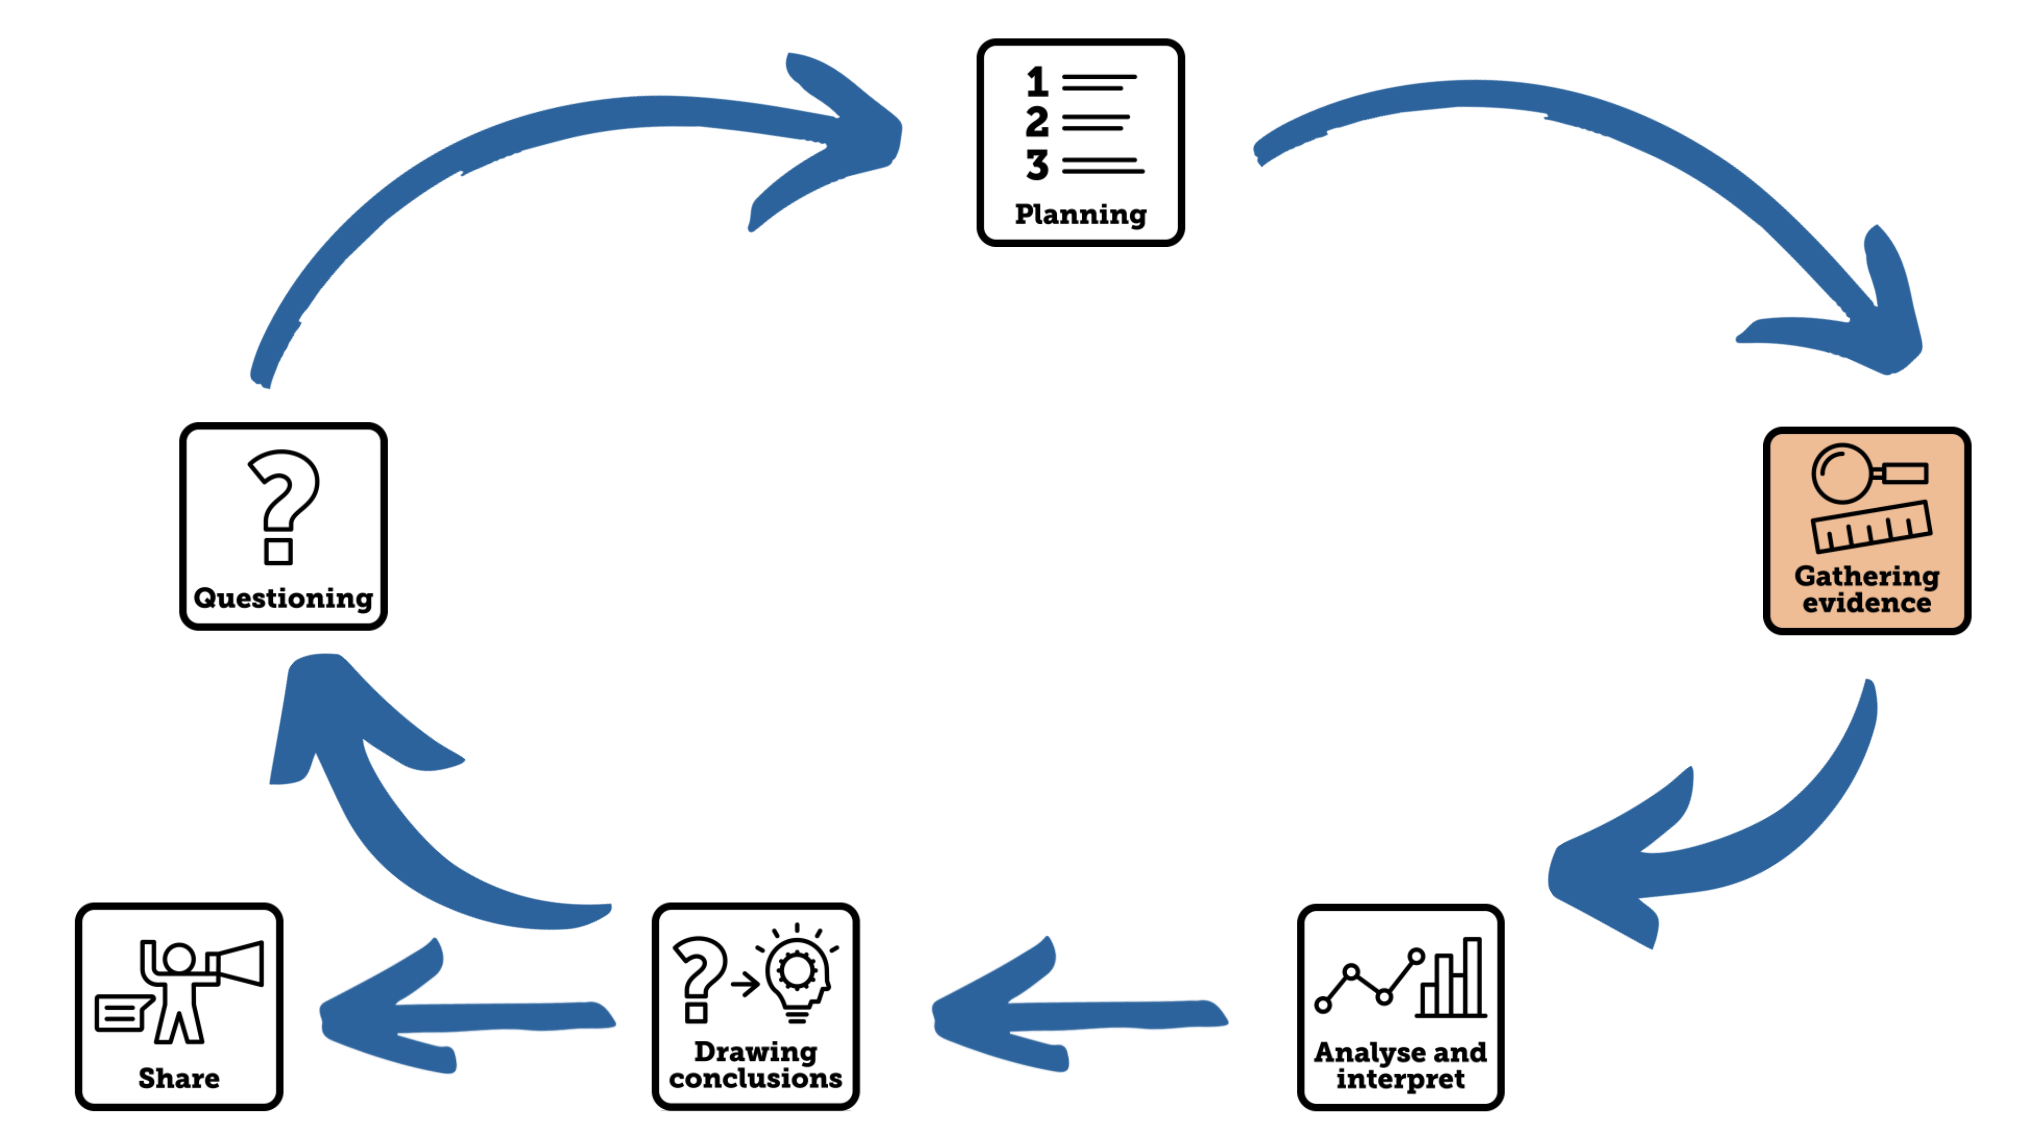 1
2
3
Planning
Questioning
Gathering
evidence
Share
Drawing
conclusions
Analyse and
interpret